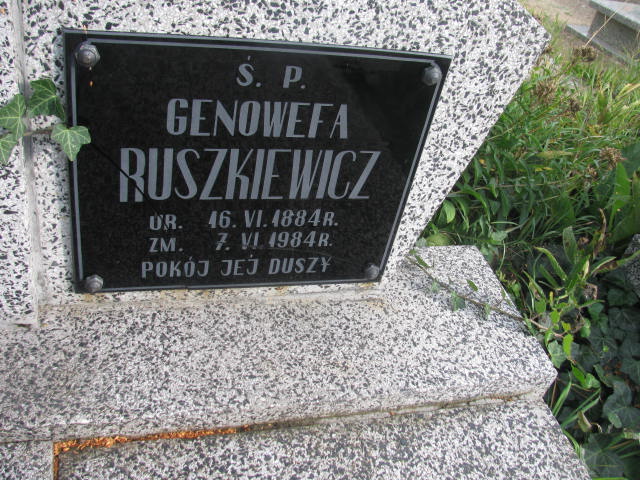 Ś. P.
GENOWEFA
RUSZKIEWICZ
UR. 16. VI. 1884 R.
ZM. 7. VI 1984 R.
POKÓJ JEJ DUSZY